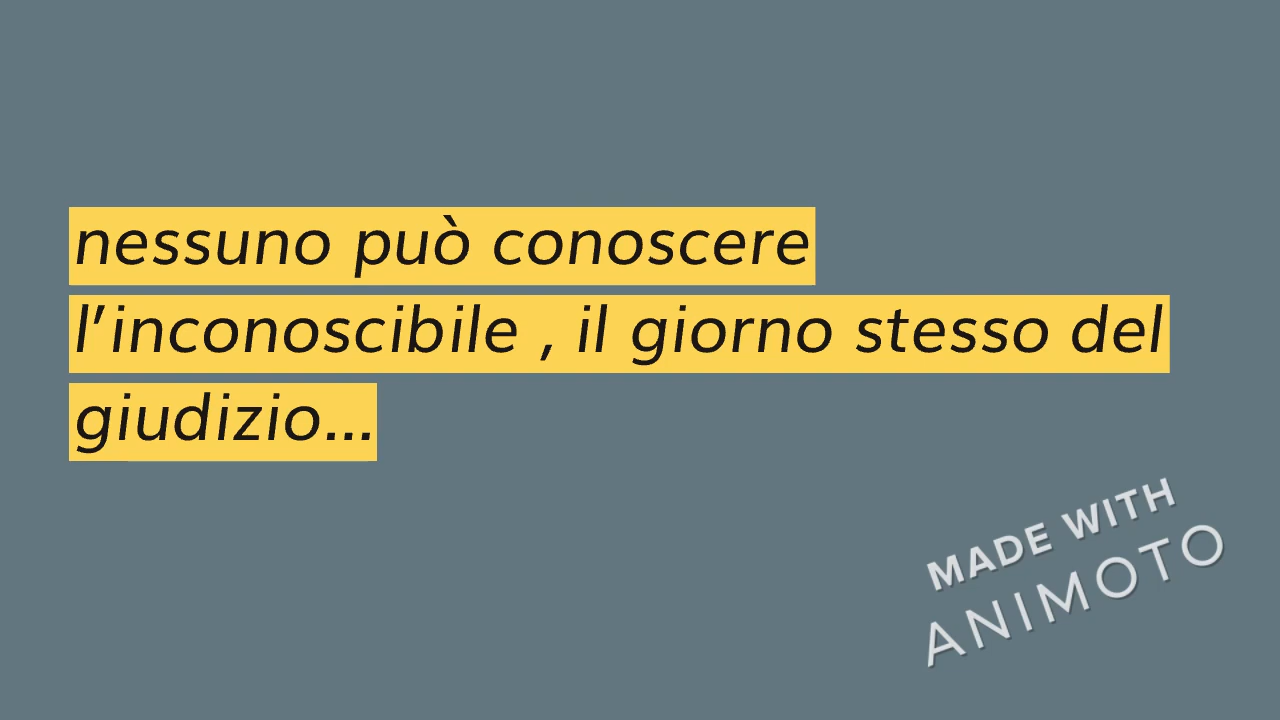 nessuno può conoscere
l’inconoscibile , il giorno stesso del
giudizio...
MADE WITH
ANIMOTO